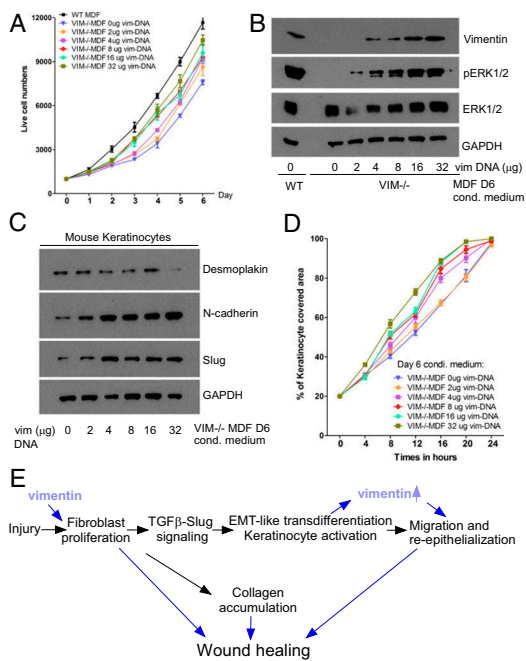 A
12000
9000
6000
3000
0
Live cell numbers
WT MDF
VIM-/-MDF 0ug vim-DNA
VIM-/-MDF 2ug vim-DNA
VIM-/-MDF 4ug vim-DNA
VIM-/-MDF 8 ug vim-DNA
VIM-/-MDF16 ug vim-DNA
VIM-/-MDF 32 ug vim-DNA
0 1 2 3 4 5 6 Day
B
Vimentin
pERK1/2
ERK1/2
GAPDH
0 0 2 4 8 16 32 vim DNA (μg)
WT VIM-/- MDF D6
cond. medium
C
Mouse Keratinocytes
Desmoplakin
N-cadherin
Slug
GAPDH
vim (μg) 0 2 4 8 16 32 VIM-/- MDF D6
DNA cond. medium
D
100
80
60
40
20
0
% of Keratinocyte covered area
Day 6 condi. medium:
VIM-/-MDF 0ug vim-DNA
VIM-/-MDF 2ug vim-DNA
VIM-/-MDF 4ug vim-DNA
VIM-/-MDF 8 ug vim-DNA
VIM-/-MDF16 ug vim-DNA
VIM-/-MDF 32 ug vim-DNA
0 4 8 12 16 20 24
Times in hours
E
vimentin
vimentin
Injury
Fibroblast
proliferation
TGFβ-Slug
signaling
EMT-like transdifferentiation
Keratinocyte activation
Migration and
re-epithelialization
Collagen
accumulation
Wound healing